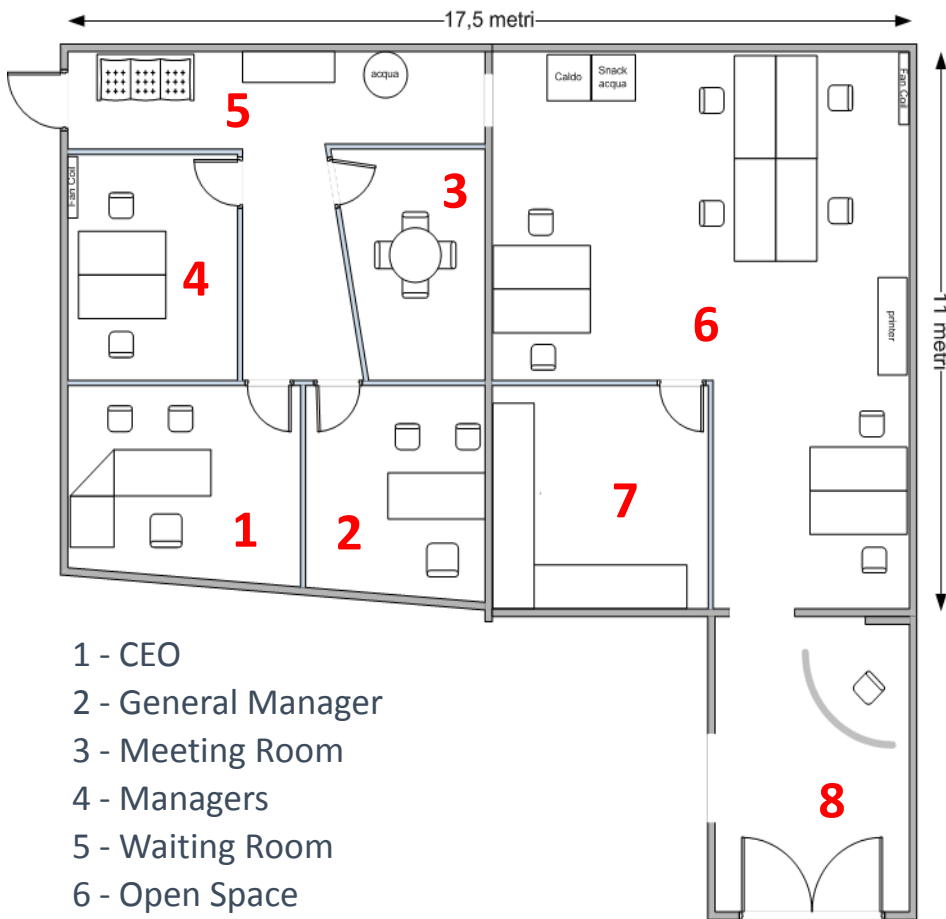 17,5 metri
acqua
Caldo
Snack
acqua
Fan Coil
5
3
Fan Coil
4
6
printer
11 metri
7
1
2
8
1 - CEO
2 - General Manager
3 - Meeting Room
4 - Managers
5 - Waiting Room
6 - Open Space